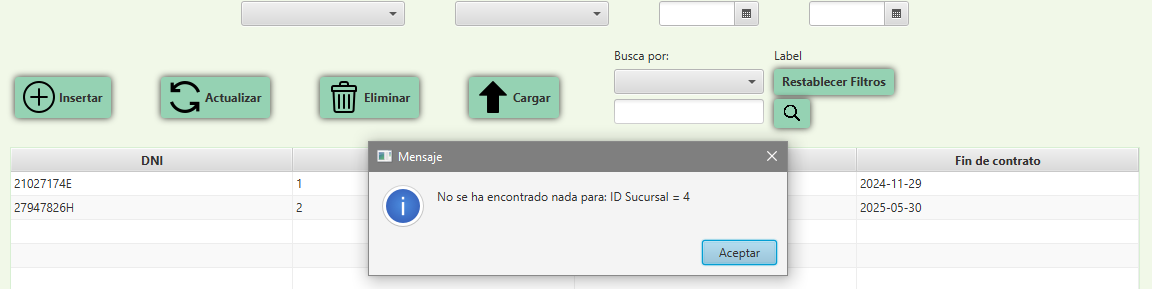 Busca por:
Label
Insertar
Actualizar
Eliminar
Cargar
Restablecer Filtros
DNI
Fin de contrato
21027174E
1
2024-11-29
27947826H
2
2025-05-30
Mensaje
No se ha encontrado nada para: ID Sucursal = 4
Aceptar